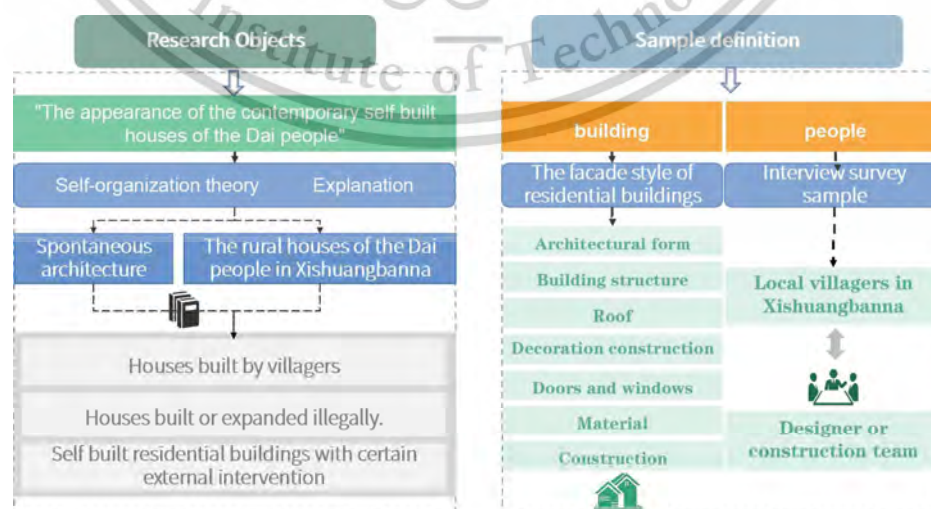 Research Objects
"The appearance of the contemporary self built
houses of the Dai people"
Self-organization theory Explanation
Spontaneous
architecture
The rural houses of the Dai
people in Xishuangbanna
Houses built by villagers
Houses built or expanded illegally.
Self built residential buildings with certain
external intervention
Sample definition
building
people
The facade style of
residential buildings
Interview survey
sample
Architectural form
Building structure
Roof
Decoration construction
Doors and windows
Material
Construction
Local villagers in
Xishuangbanna
Designer or
construction team
Institute of Techno